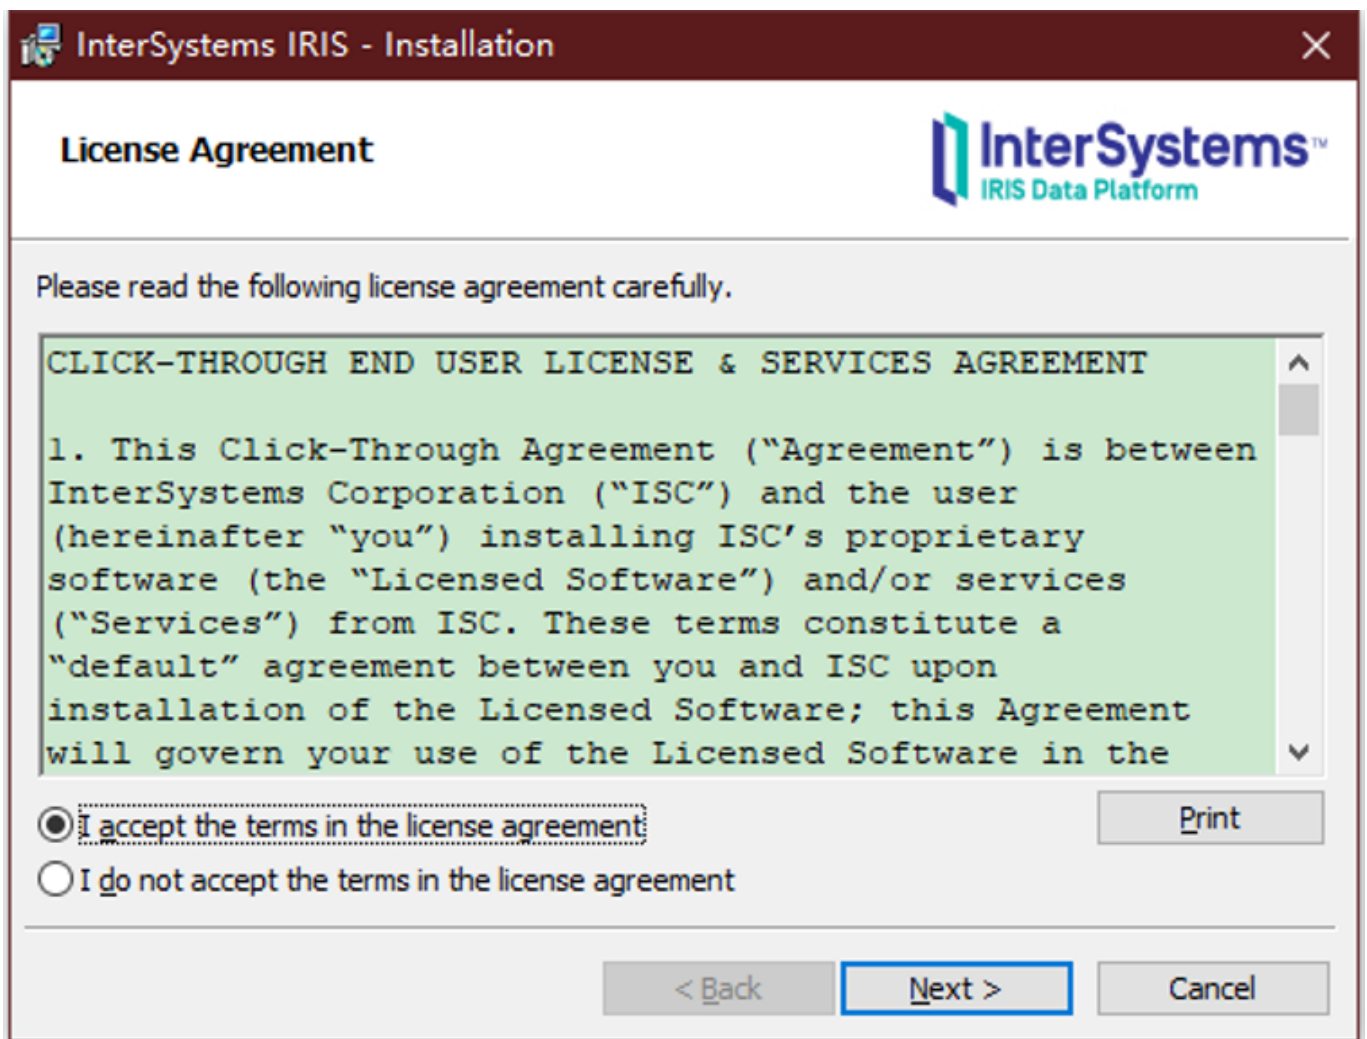 InterSystems IRIS - Installation
License Agreement
InterSystems™
IRIS Data Platform
Please read the following license agreement carefully.
CLICK-THROUGH END USER LICENSE & SERVICES AGREEMENT
1. This Click-Through Agreement (“Agreement”) is between
InterSystems Corporation (“ISC”) and the user
(hereinafter “you”) installing ISC’s proprietary
software (the “Licensed Software”) and/or services
(“Services”) from ISC. These terms constitute a
“default” agreement between you and ISC upon
installation of the Licensed Software; this Agreement
will govern your use of the Licensed Software in the
I accept the terms in the license agreement
Print
I do not accept the terms in the license agreement
< Back
Next >
Cancel